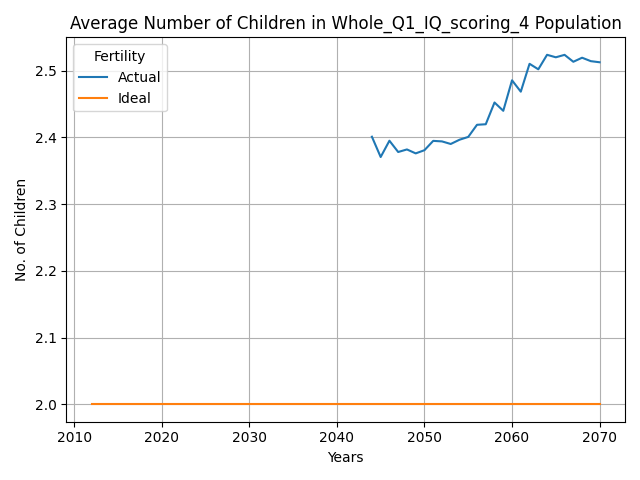 Average Number of Children in Whole_Q1_IQ_scoring_4 Population
Fertility
Actual
Ideal
No. of Children
2.5
2.4
2.3
2.2
2.1
2.0
2010 2020 2030 2040 2050 2060 2070
Years